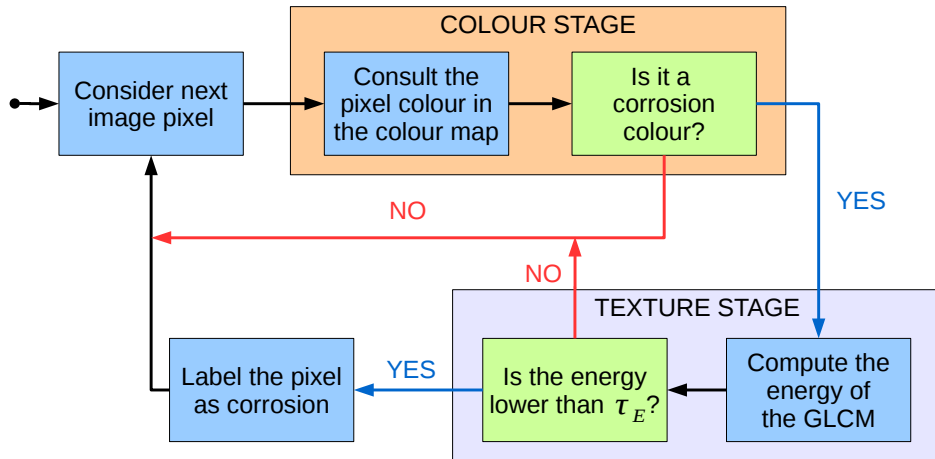 COLOUR STAGE
Consider next
image pixel
Consult the
pixel colour in
the colour map
Is it a
corrosion
colour?
YES
NO
NO
TEXTURE STAGE
Label the pixel
as corrosion
YES
Is the energy
lower than τ_E?
Compute the
energy of
the GLCM